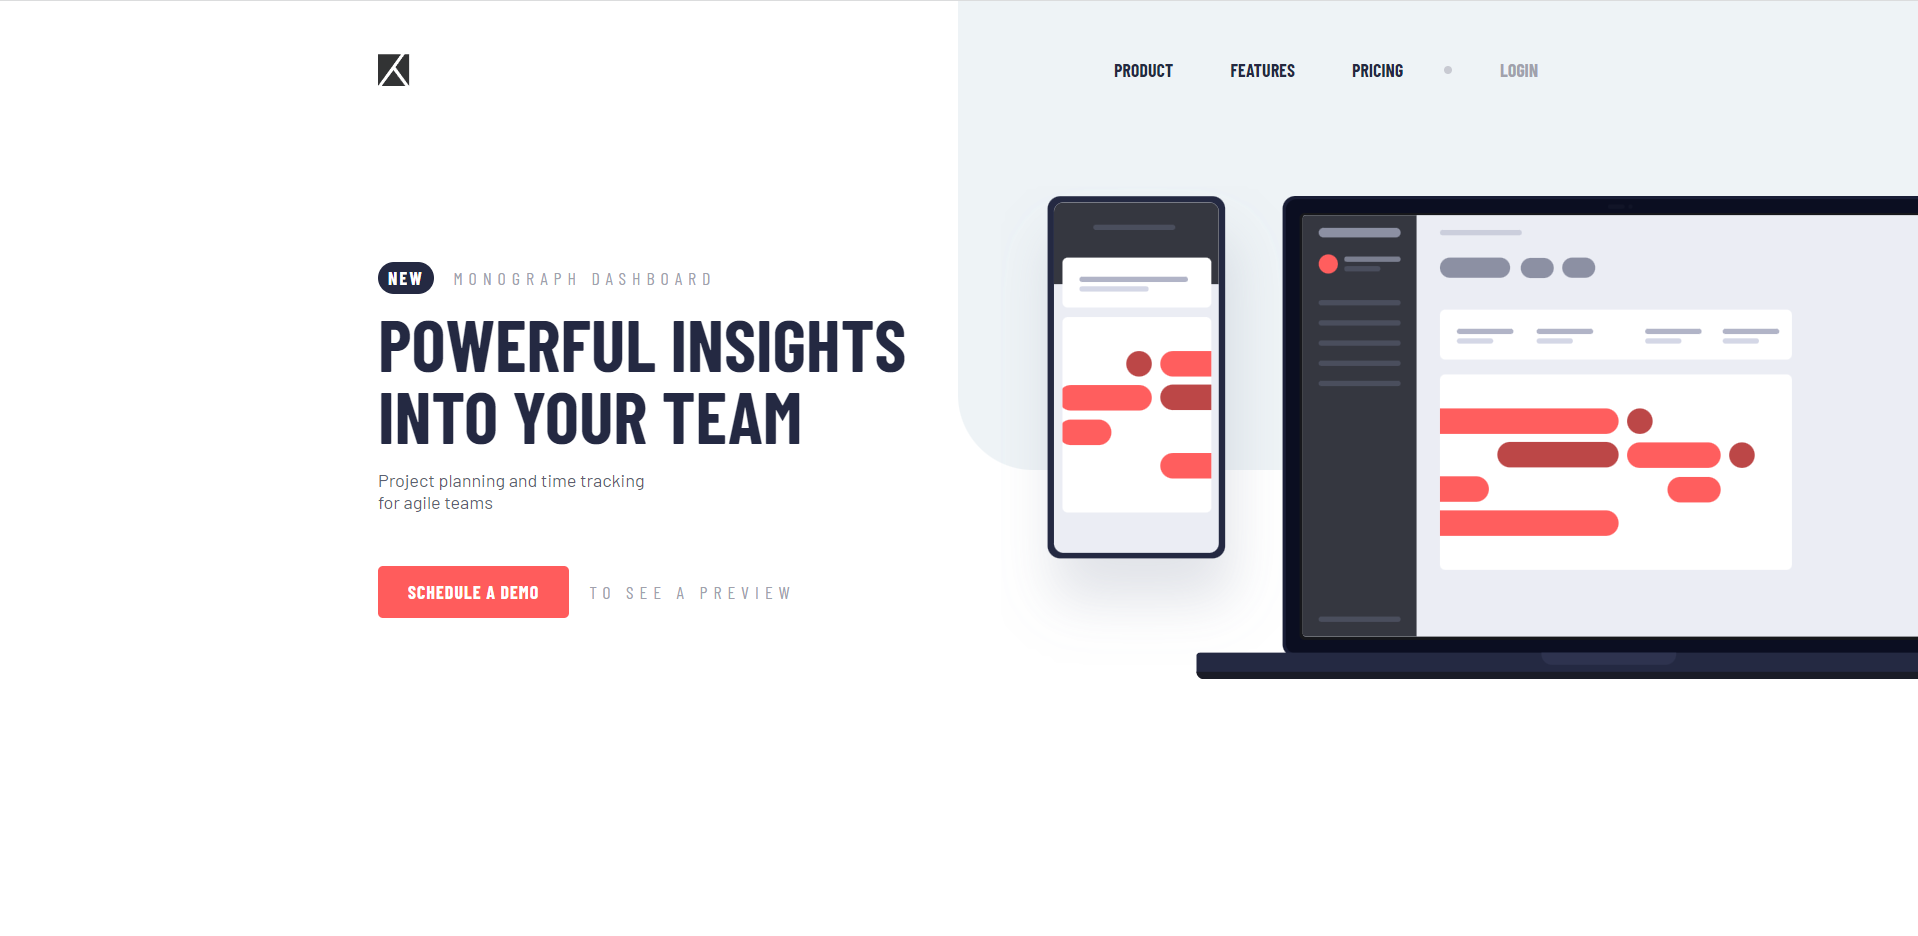 PRODUCT FEATURES PRICING LOGIN
NEW MONOGRAPH DASHBOARD
POWERFUL INSIGHTS
INTO YOUR TEAM
Project planning and time tracking
for agile teams
SCHEDULE A DEMO TO SEE A PREVIEW